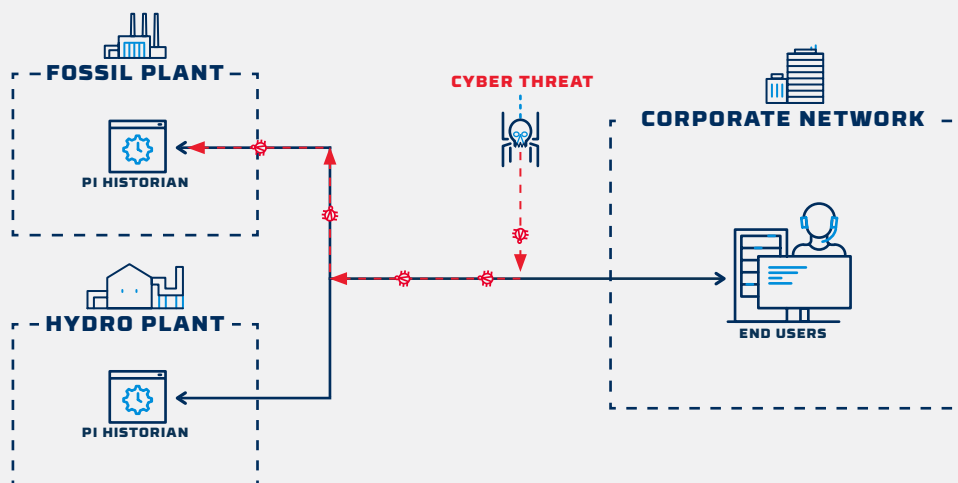 FOSSIL PLANT
PI HISTORIAN
CYBER THREAT
CORPORATE NETWORK
END USERS
HYDRO PLANT
PI HISTORIAN